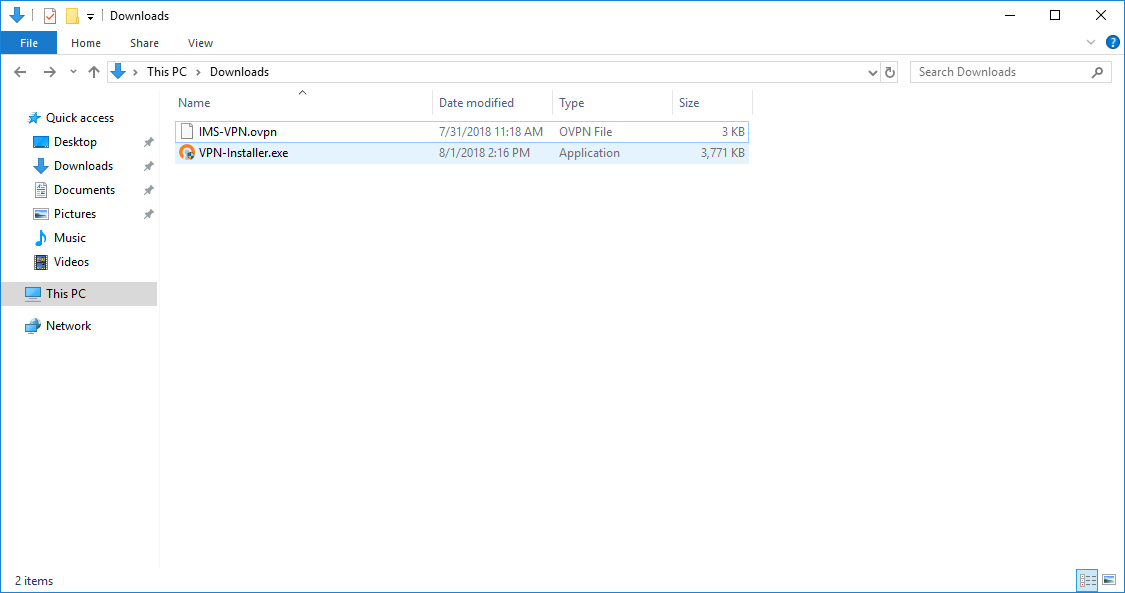 Downloads
File Home Share View
This PC Downloads Search Downloads
Name Date modified Type Size
Quick access
IMS-VPN.ovpn 7/31/2018 11:18 AM OVPN File 3 KB
Desktop
VPN-Installer.exe 8/1/2018 2:16 PM Application 3,771 KB
Downloads
Documents
Pictures
Music
Videos
This PC
Network
2 items